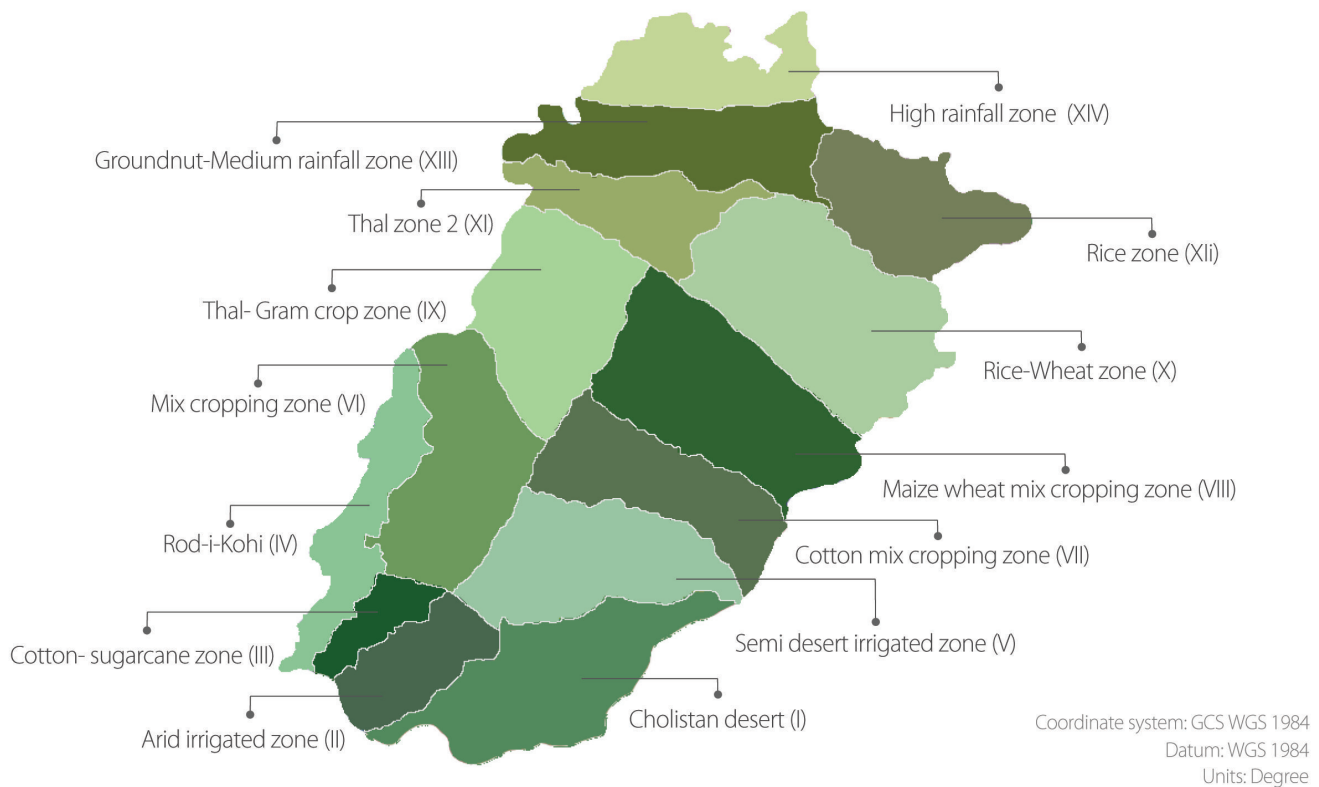 High rainfall zone (XIV)
Groundnut-Medium rainfall zone (XIII)
Thal zone 2 (XI)
Rice zone (XIi)
Thal- Gram crop zone (IX)
Rice-Wheat zone (X)
Mix cropping zone (VI)
Maize wheat mix cropping zone (VIII)
Rod-i-Kohi (IV)
Cotton mix cropping zone (VII)
Semi desert irrigated zone (V)
Cotton- sugarcane zone (III)
Cholistan desert (I)
Arid irrigated zone (II)
Coordinate system: GCS WGS 1984
Datum: WGS 1984
Units: Degree